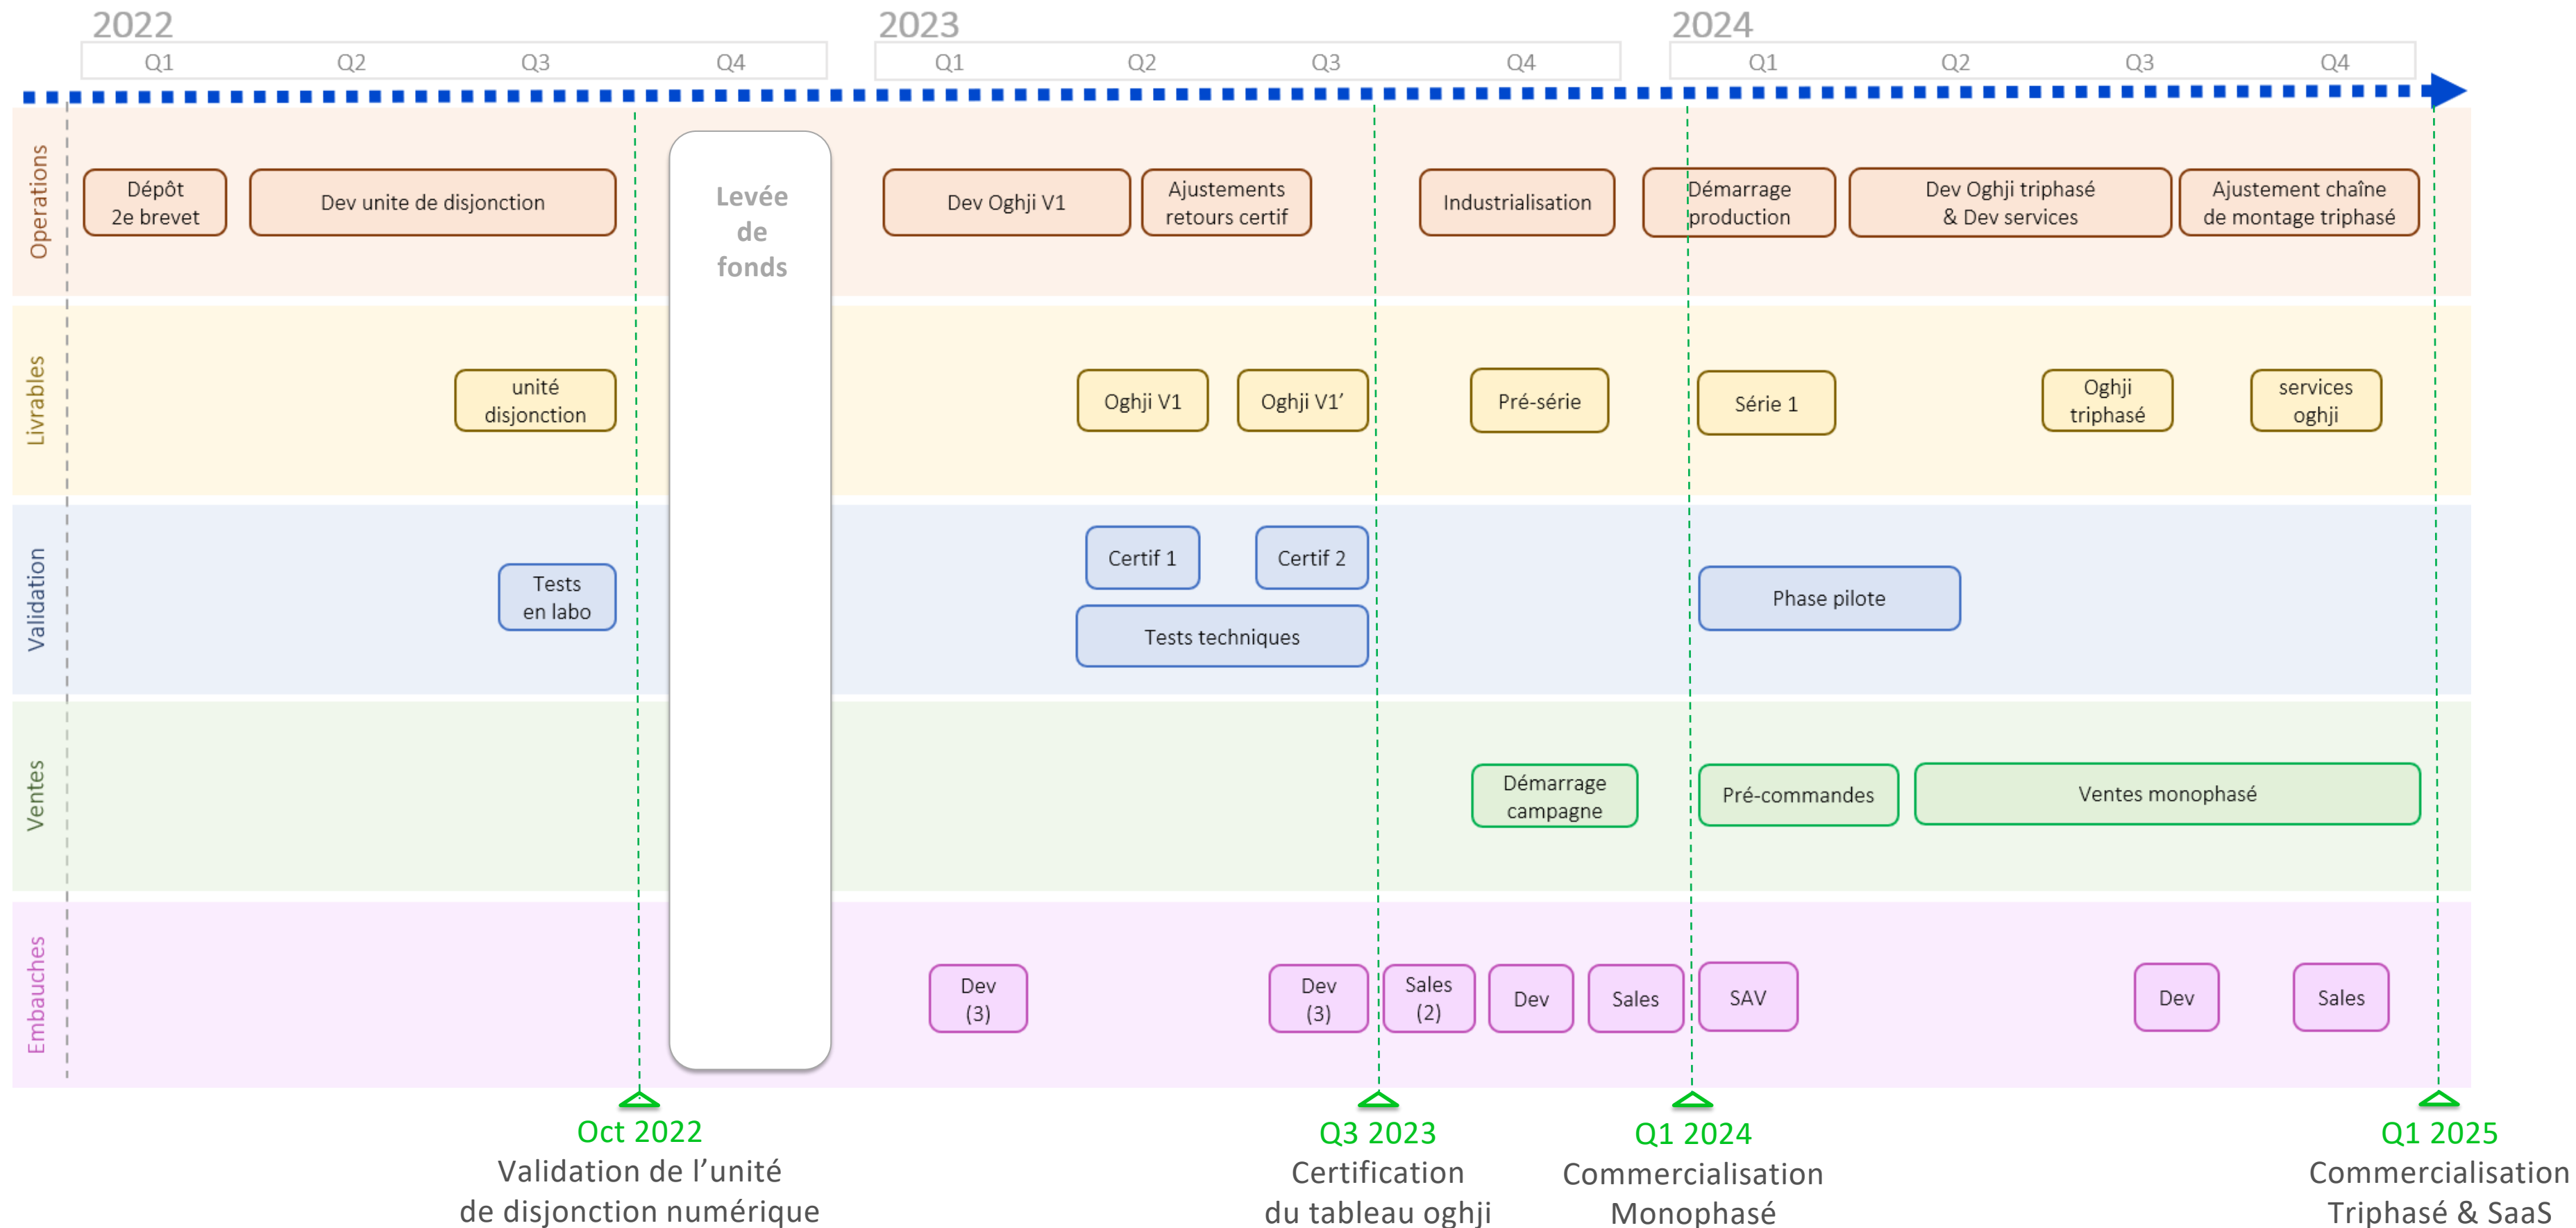 2022
2023
2024
Q1
Q2
Q3
Q4
Q1
Q2
Q3
Q4
Q1
Q2
Q3
Q4
Operations
Dépôt
2e brevet
Dev unite de disjonction
Levée
de
fonds
Dev Oghji V1
Ajustements
retours certif
Industrialisation
Démarrage
production
Dev Oghji triphasé
& Dev services
Ajustement chaîne
de montage triphasé
Livrables
unité
disjonction
Oghji V1
Oghji V1’
Pré-série
Série 1
Oghji
triphasé
services
oghji
Validation
Tests
en labo
Certif 1
Certif 2
Tests techniques
Phase pilote
Ventes
Démarrage
campagne
Pré-commandes
Ventes monophasé
Embauches
Dev
(3)
Dev
(3)
Sales
(2)
Dev
Sales
SAV
Dev
Sales
Oct 2022
Validation de l’unité
de disjonction numérique
Q3 2023
Certification
du tableau oghji
Q1 2024
Commercialisation
Monophasé
Q1 2025
Commercialisation
Triphasé & SaaS